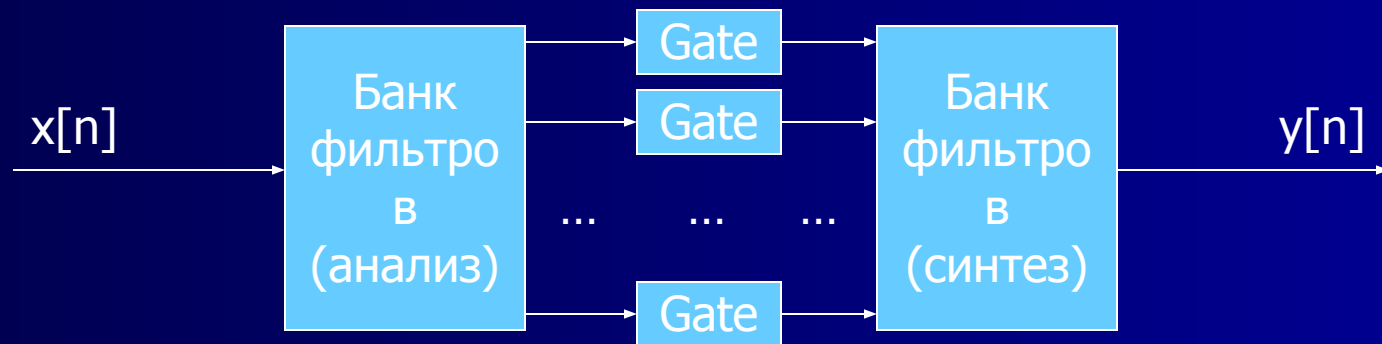 x[n]
Банк
фильтро
в
(анализ)
Gate
Gate
... ... ...
Gate
Банк
фильтро
в
(синтез)
y[n]